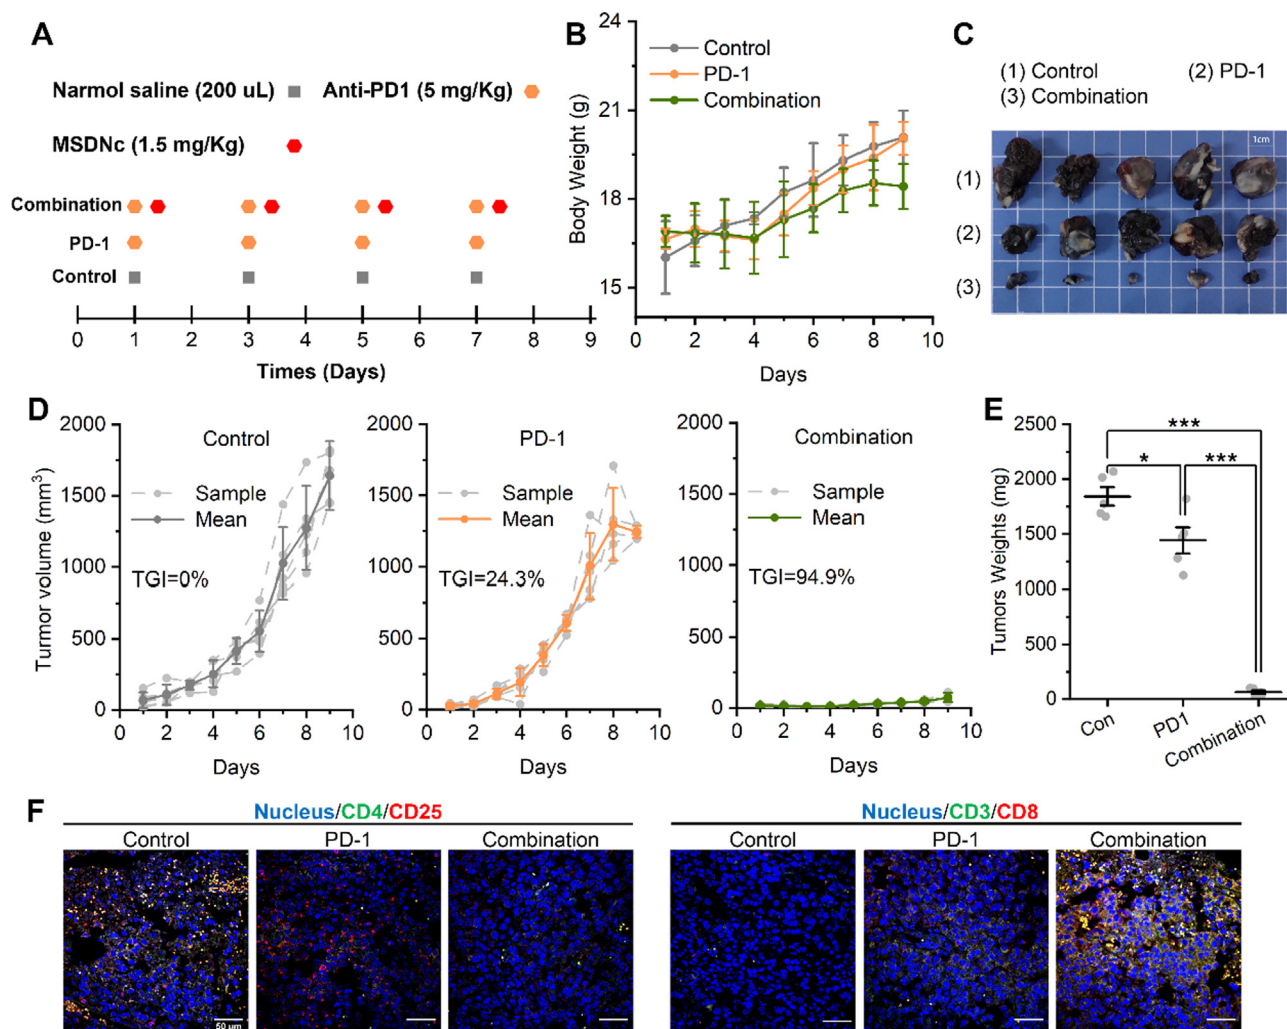 A
Narmol saline (200 uL)
Anti-PD1 (5 mg/Kg)
MSDNc (1.5 mg/Kg)
Combination
PD-1
Control
0 1 2 3 4 5 6 7 8 9
Times (Days)
B
Body Weight (g)
24
21
18
15
Control
PD-1
Combination
0 2 4 6 8 10
Days
C
(1) Control (2) PD-1
(3) Combination
1cm
(1)
(2)
(3)
D
Turmor volume (mm³)
2000
1500
1000
500
0
Control
Sample
Mean
TGI=0%
0 2 4 6 8 10
Days
2000
1500
1000
500
0
PD-1
Sample
Mean
TGI=24.3%
0 2 4 6 8 10
Days
2000
1500
1000
500
0
Combination
Sample
Mean
TGI=94.9%
0 2 4 6 8 10
Days
E
Tumors Weights (mg)
2500
2000
1500
1000
500
0
***
* ***
Con PD1 Combination
F
Nucleus/CD4/CD25
Control PD-1 Combination
50 μm
Nucleus/CD3/CD8
Control PD-1 Combination